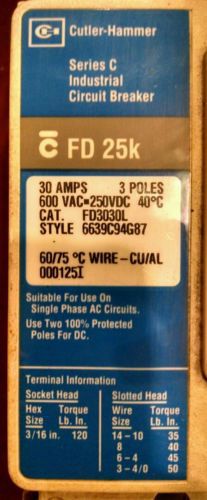 Cutler-Hammer
Series C
Industrial
Circuit Breaker
C FD 25k
30 AMPS 3 POLES
600 VAC=250VDC 40°C
CAT. FD3030L
STYLE 6639C94G87
60/75 °C WIRE-CU/AL
000125I
Suitable For Use On
Single Phase AC Circuits.
Use Two 100% Protected
Poles For DC.
Terminal Information
Socket Head Slotted Head
Hex Torque Wire Torque
Size Lb. In. Size Lb. In.
3/16 in. 120 14-10 35
8 40
6-4 45
3-4/0 50